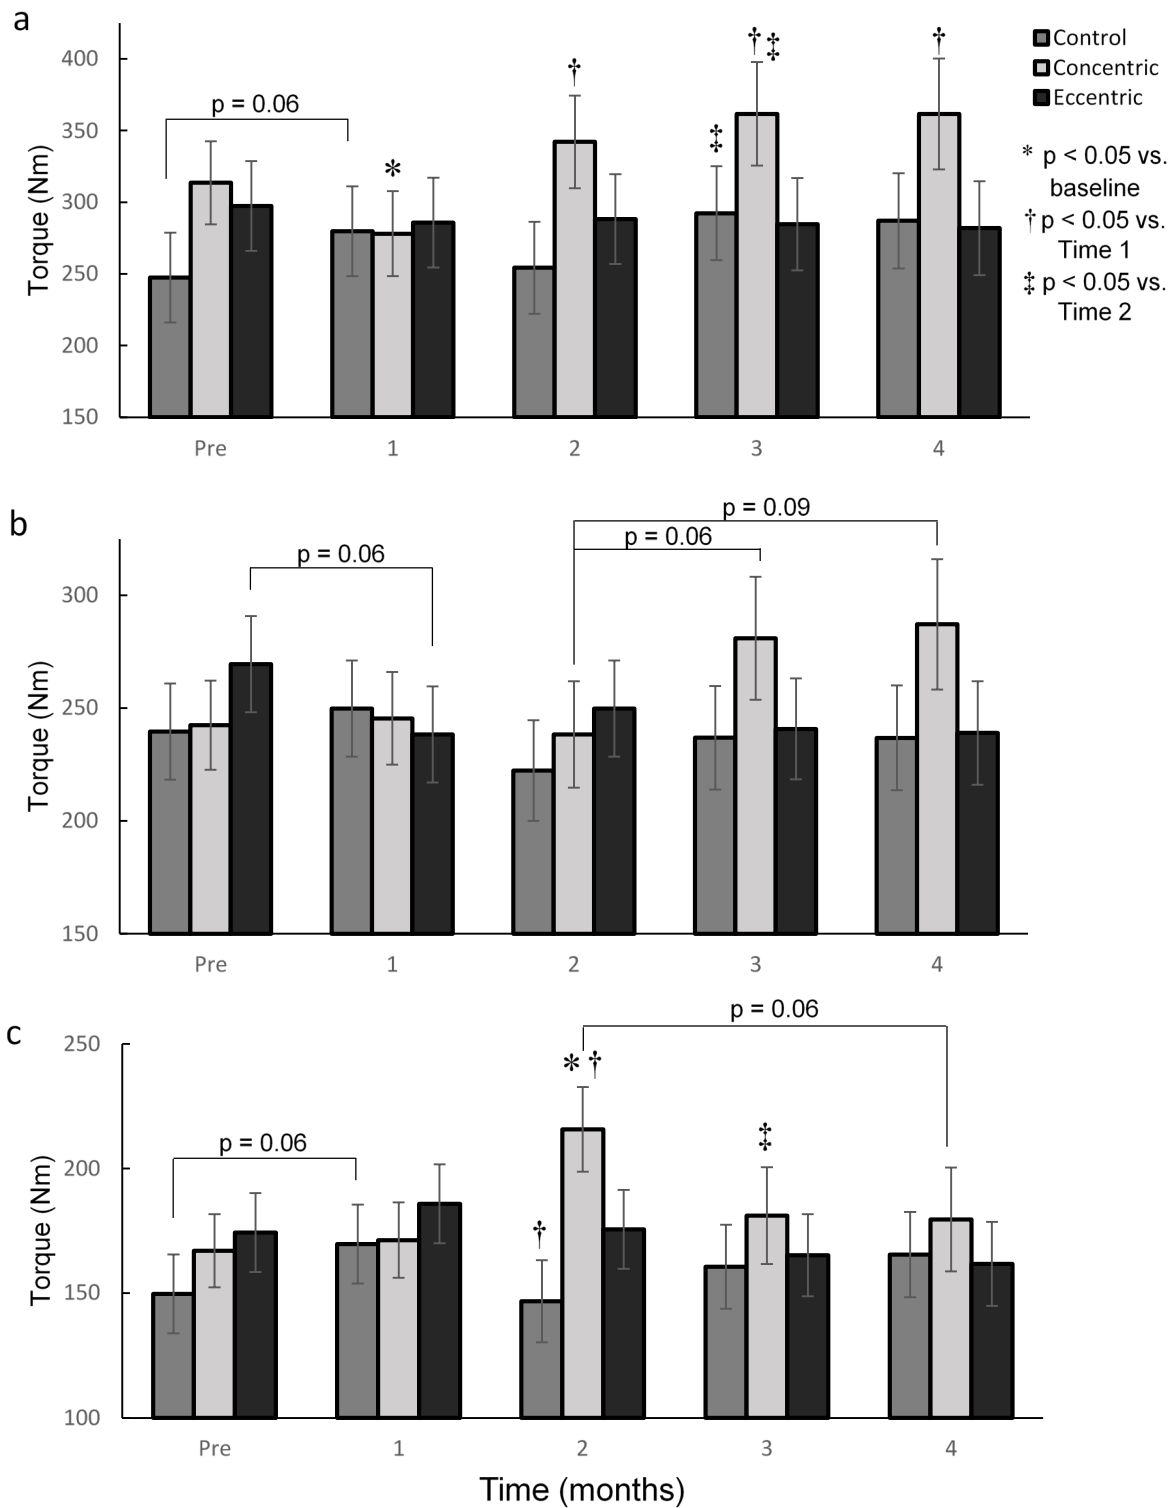 a
400
350
300
250
200
150
Torque (Nm)
p = 0.06
*
†
‡
† ‡
†
Control
Concentric
Eccentric
* p < 0.05 vs.
baseline
† p < 0.05 vs.
Time 1
‡ p < 0.05 vs.
Time 2
Pre 1 2 3 4
b
300
250
200
150
Torque (Nm)
p = 0.06
p = 0.09
p = 0.06
Pre 1 2 3 4
c
250
200
150
100
Torque (Nm)
p = 0.06
p = 0.06
* †
†
‡
Pre 1 2 3 4
Time (months)